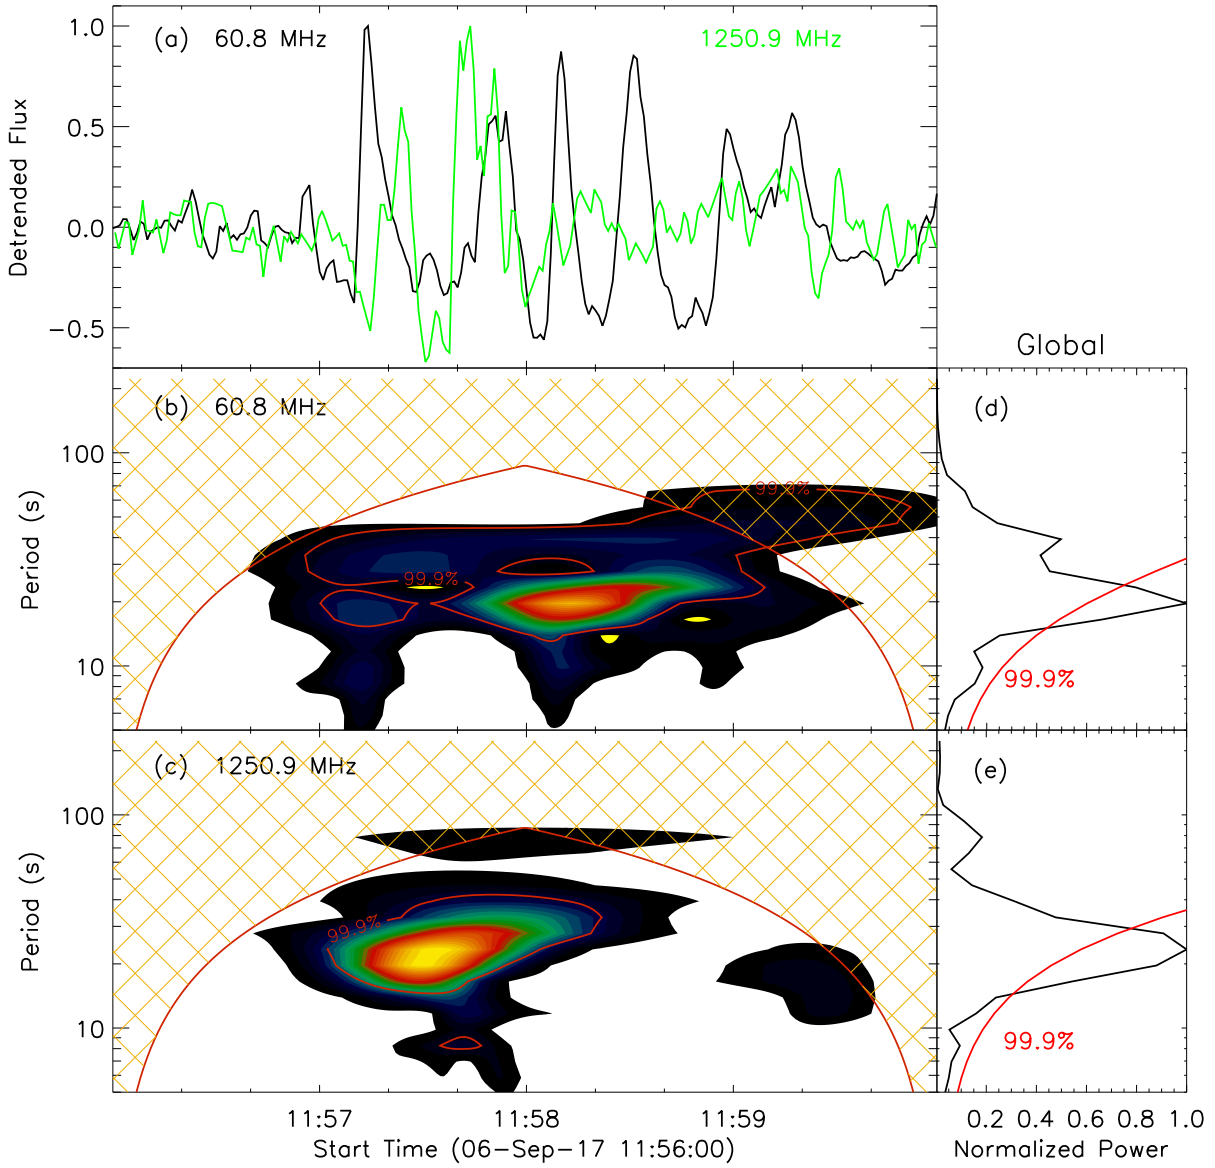 (a) 60.8 MHz 1250.9 MHz
1.0
0.5
0.0
−0.5
Detrended Flux
Global
(b) 60.8 MHz
(d)
100
10
Period (s)
99.9%
99.9%
99.9%
(c) 1250.9 MHz
(e)
100
10
Period (s)
99.9%
99.9%
11:57 11:58 11:59
0.2 0.4 0.6 0.8 1.0
Start Time (06−Sep−17 11:56:00)
Normalized Power